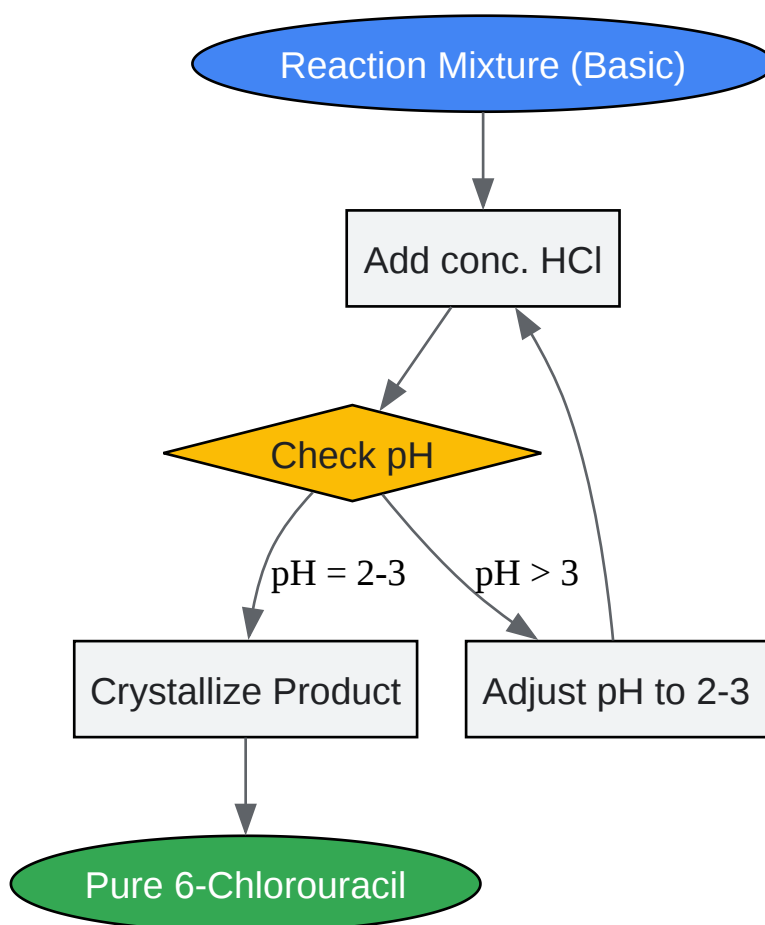 Reaction Mixture (Basic)
Add conc. HCl
Check pH
pH = 2-3
pH > 3
Crystallize Product
Adjust pH to 2-3
Pure 6-Chlorouracil